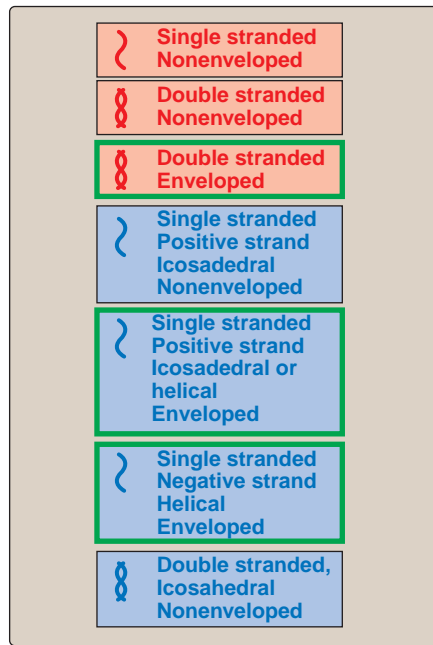 Single stranded
Nonenveloped
Double stranded
Nonenveloped
Double stranded
Enveloped
Single stranded
Positive strand
Icosadedral
Nonenveloped
Single stranded
Positive strand
Icosadedral or
helical
Enveloped
Single stranded
Negative strand
Helical
Enveloped
Double stranded,
Icosahedral
Nonenveloped